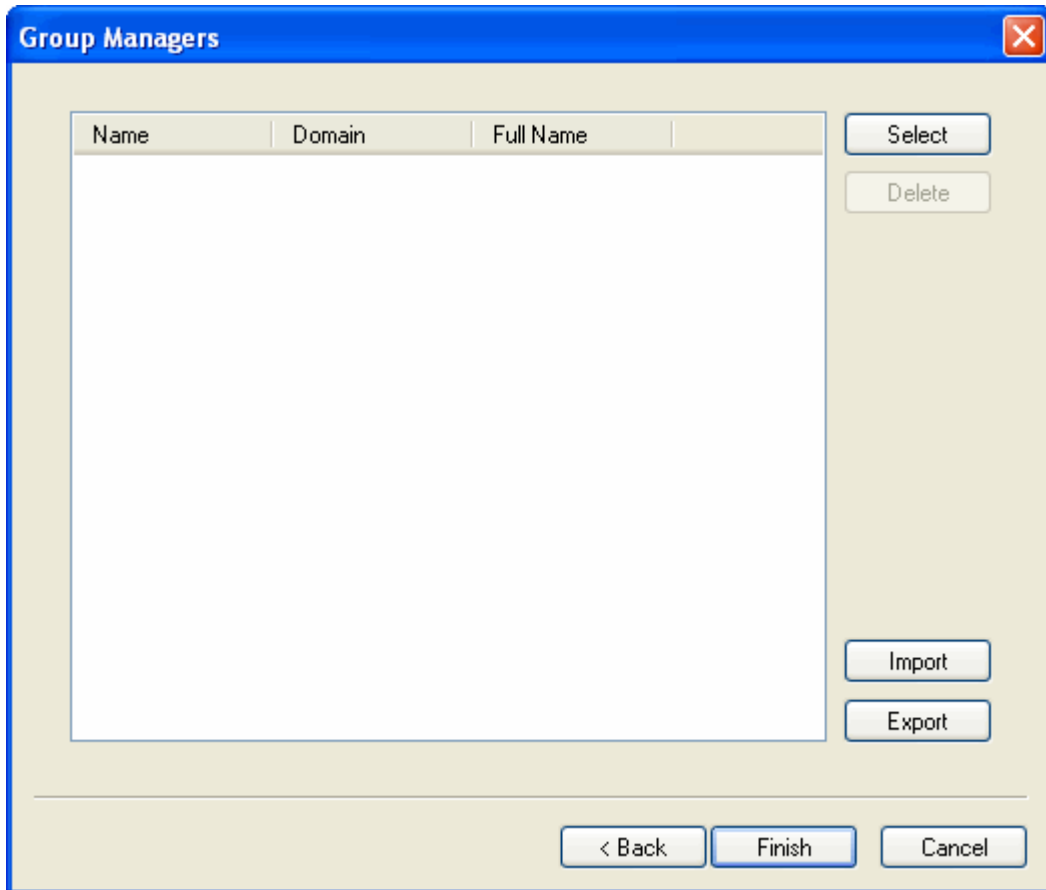 Group Managers
Name Domain Full Name
Select
Delete
Import
Export
< Back Finish Cancel